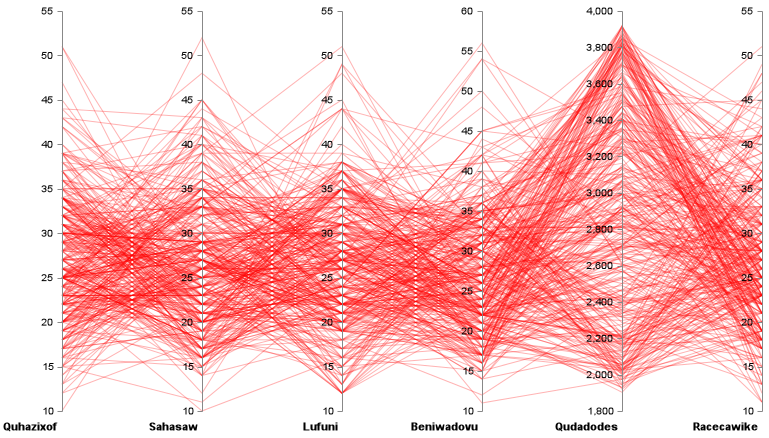 55 55 55 60 4,000 55
50 50 50 55 3,800 50
45 45 45 50 3,600 45
40 40 40 45 3,400 40
35 35 35 40 3,200 35
30 30 30 35 3,000 30
25 25 25 30 2,800 25
20 20 20 25 2,600 20
15 15 15 20 2,400 15
10 10 10 15 2,200 10
10 2,000
1,800
Quhazixof Sahasaw Lufuni Beniwadovu Qudadodes Racecawike